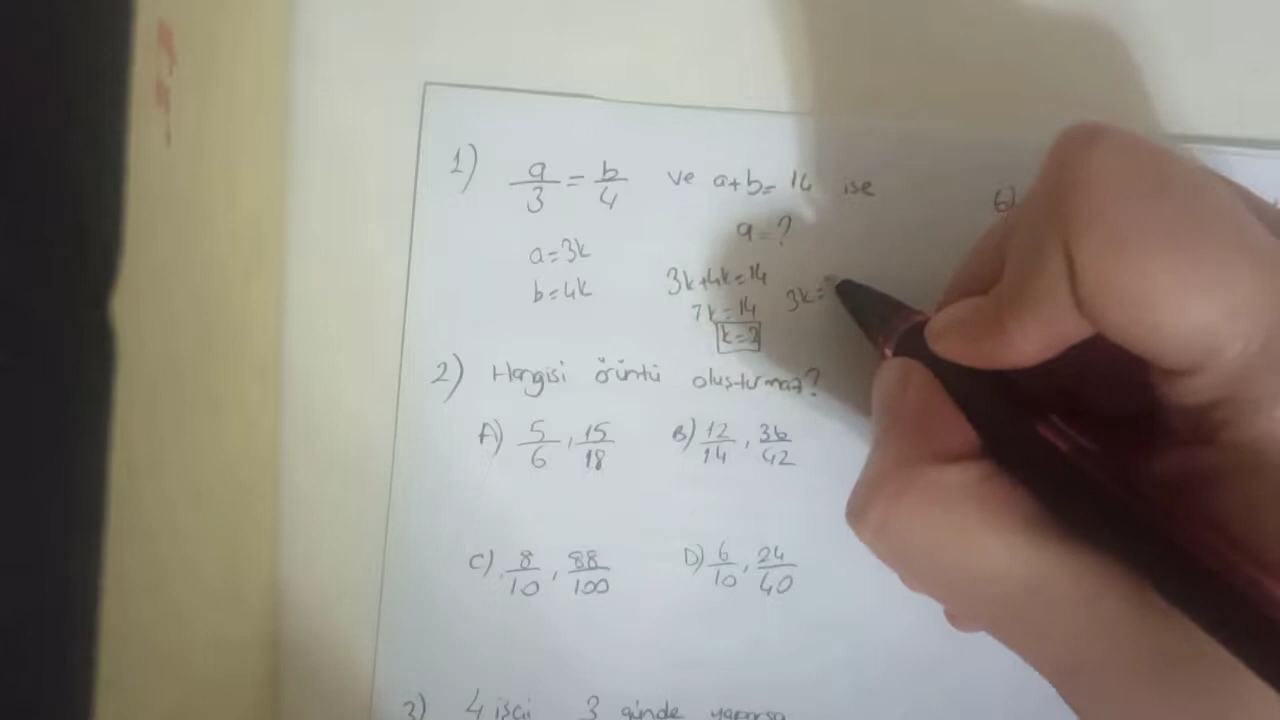 1) a/3 = b/4 ve a+b=14 ise
a=?
a=3k
b=4k
3k+4k=14
7k=14
k=2
3k=
2) Hangisi örüntü oluşturmaz?
A) 5/6, 15/18 B) 12/14, 36/42
C) 8/10, 88/100 D) 6/10, 24/40
3) 4 işçi 3 günde yaparsa
6)